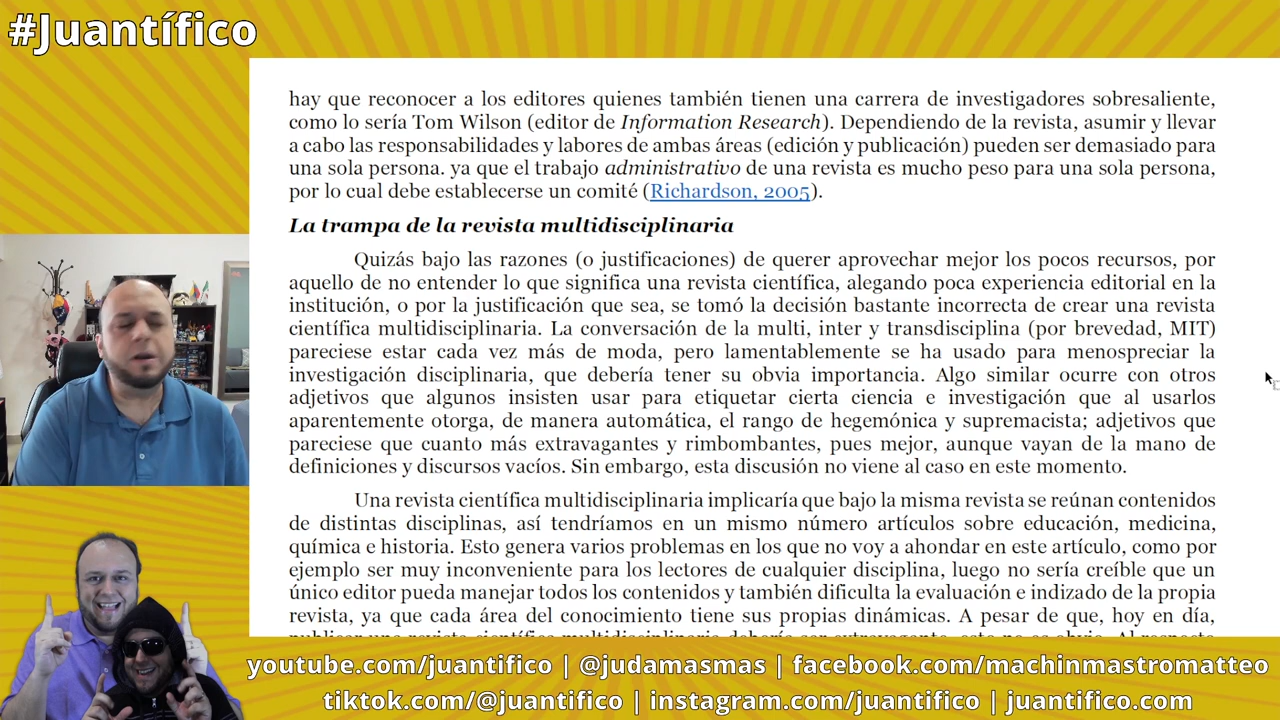 #Juantífico
hay que reconocer a los editores quienes también tienen una carrera de investigadores sobresaliente,
como lo sería Tom Wilson (editor de Information Research). Dependiendo de la revista, asumir y llevar
a cabo las responsabilidades y labores de ambas áreas (edición y publicación) pueden ser demasiado para
una sola persona. ya que el trabajo administrativo de una revista es mucho peso para una sola persona,
por lo cual debe establecerse un comité (Richardson, 2005).
La trampa de la revista multidisciplinaria
Quizás bajo las razones (o justificaciones) de querer aprovechar mejor los pocos recursos, por
aquello de no entender lo que significa una revista científica, alegando poca experiencia editorial en la
institución, o por la justificación que sea, se tomó la decisión bastante incorrecta de crear una revista
científica multidisciplinaria. La conversación de la multi, inter y transdisciplina (por brevedad, MIT)
pareciese estar cada vez más de moda, pero lamentablemente se ha usado para menospreciar la
investigación disciplinaria, que debería tener su obvia importancia. Algo similar ocurre con otros
adjetivos que algunos insisten usar para etiquetar cierta ciencia e investigación que al usarlos
aparentemente otorga, de manera automática, el rango de hegemónica y supremacista; adjetivos que
pareciese que cuanto más extravagantes y rimbombantes, pues mejor, aunque vayan de la mano de
definiciones y discursos vacíos. Sin embargo, esta discusión no viene al caso en este momento.
Una revista científica multidisciplinaria implicaría que bajo la misma revista se reúnan contenidos
de distintas disciplinas, así tendríamos en un mismo número artículos sobre educación, medicina,
química e historia. Esto genera varios problemas en los que no voy a ahondar en este artículo, como por
ejemplo ser muy inconveniente para los lectores de cualquier disciplina, luego no sería creíble que un
único editor pueda manejar todos los contenidos y también dificulta la evaluación e indizado de la propia
revista, ya que cada área del conocimiento tiene sus propias dinámicas. A pesar de que, hoy en día,
youtube.com/juantifico | @judamasmas | facebook.com/machinmastromatteo
tiktok.com/@juantifico | instagram.com/juantifico | juantifico.com